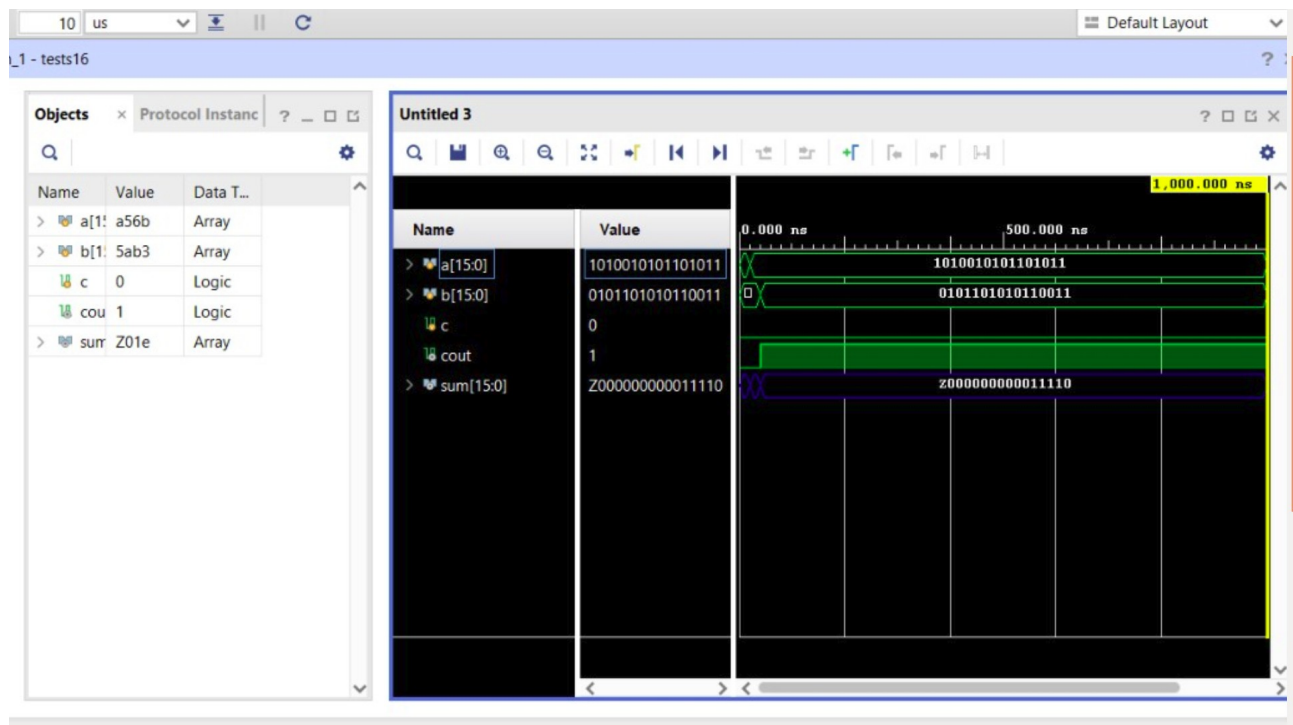 10 us Default Layout
_1 - tests16 ?
Objects × Protocol Instanc ?
Untitled 3 ?
Name Value Data T...
> a[1 a56b Array
> b[1 5ab3 Array
c 0 Logic
cou 1 Logic
> sum Z01e Array
1,000.000 ns
Name Value 0.000 ns 500.000 ns
> a[15:0] 1010010101101011 1010010101101011
> b[15:0] 0101101010110011 0101101010110011
c 0
cout 1
> sum[15:0] Z000000000011110 Z000000000011110